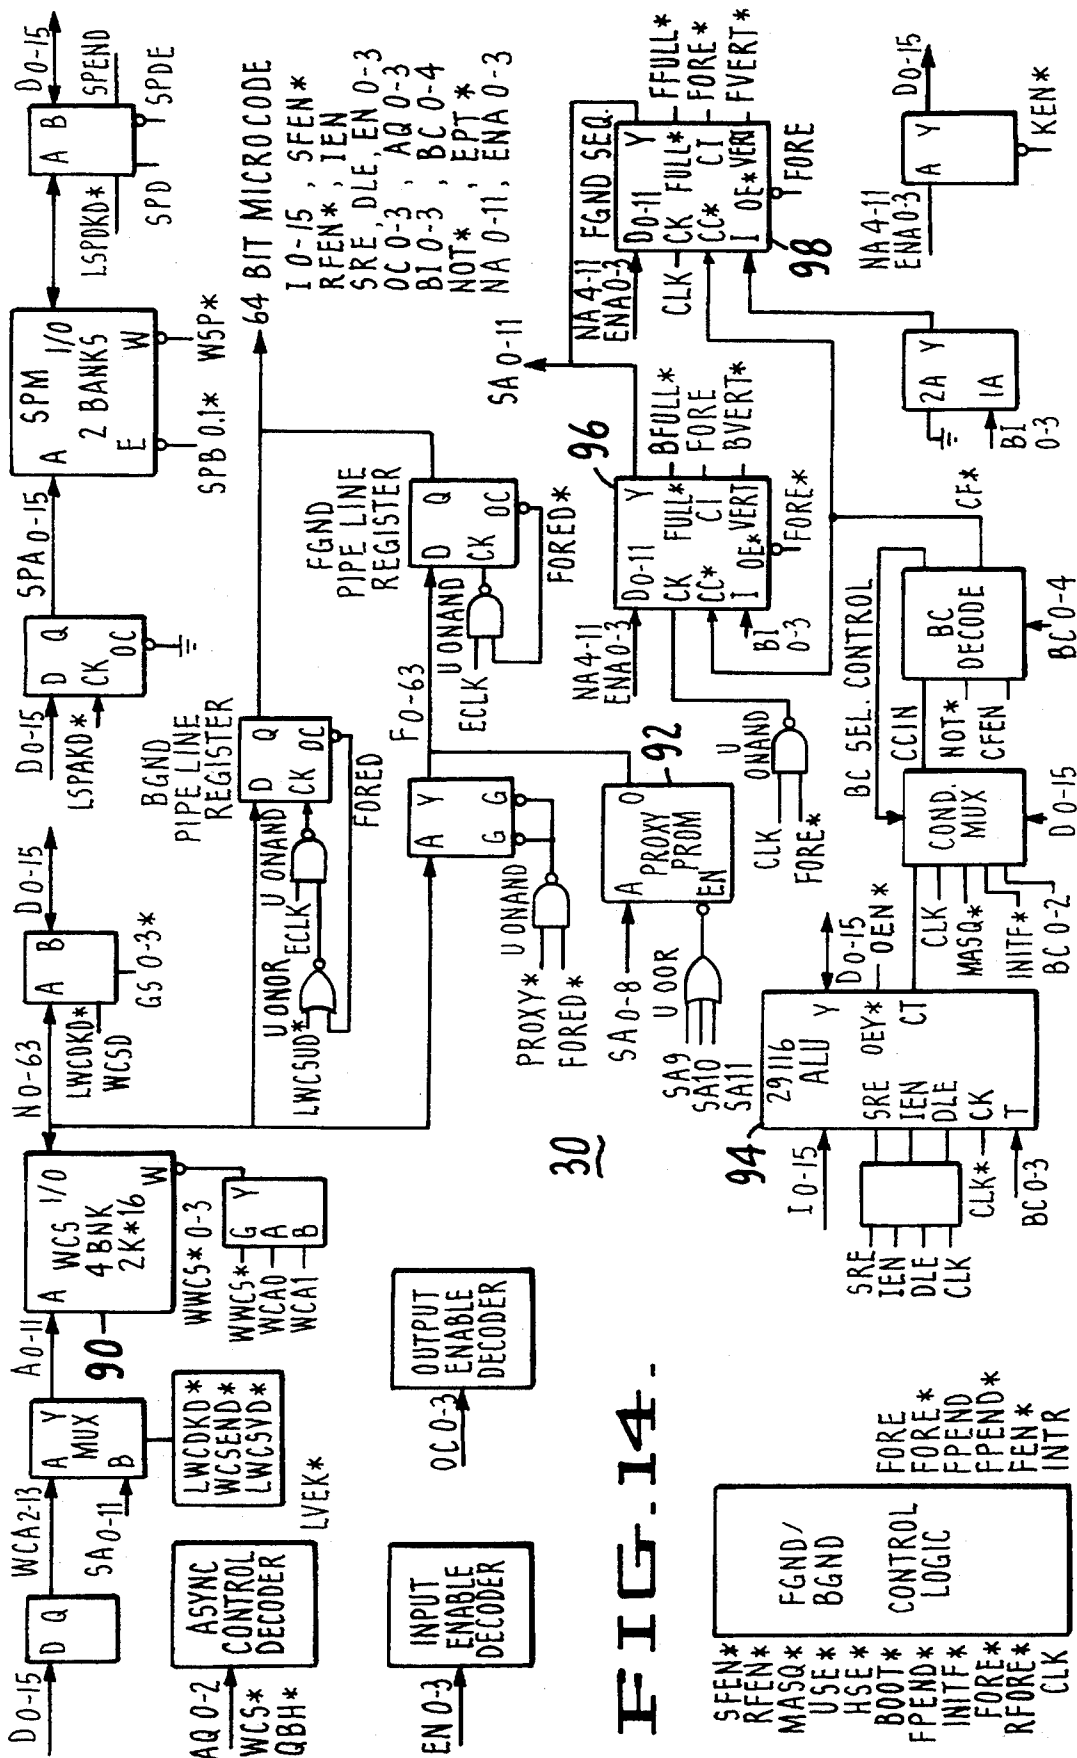 D0-15
D Q
WCA2-13
SA0-11
A Y
MUX
B
A0-11
LWCDKD*
WCSEND*
LWCSVD*
LVEK*
90
A I/O
WCS
4 BNK
2K*16
W
WWCS* 0-3
WWCS*
WCA0
WCA1
G Y
A
B
N0-63
A B
D0-15
LWCDKD*
WCSD
GS 0-3*
D0-15
LSPAKD*
D Q
CK
OC
SPA 0-15
A SPM
I/O
2 BANKS
E W
SPB 0.1*
WSP*
A B
D0-15
LSPDKD*
SPD
SPEND
SPDE
AQ 0-2
WCS*
QBH*
ASYNC
CONTROL
DECODER
EN 0-3
INPUT
ENABLE
DECODER
OC 0-3
OUTPUT
ENABLE
DECODER
U ONOR
LWCSUD*
U ONAND
ECLK
BGND
PIPE LINE
REGISTER
D Q
CK
OC
FORED
64 BIT MICROCODE
I 0-15 , SFEN*
RFEN* , IEN
SRE, DLE, EN 0-3
OC 0-3 , AQ 0-3
BI 0-3 , BC 0-4
NOT* , EPT*
NA 0-11, ENA 0-3
PROXY*
FORED*
U ONAND
A Y
G G
F0-63
FGND
PIPE LINE
REGISTER
U ONAND
ECLK
D Q
CK
OC
FORED*
30
SA 0-8
U OOR
SA9
SA10
SA11
A O
PROXY
PROM
EN
92
NA 4-11
ENA0-3
D0-11 Y
CK
FULL*
CC*
CI
I OE* VERT
BI
0-3
FORE*
96
BFULL*
FORE
BVERT*
SA 0-11
CLK
FORE*
U
ONAND
FGND SEQ.
NA 4-11
ENA0-3
CLK
D0-11 Y
CK
FULL*
CC*
CI
I OE* VERT
98
FORE
FFULL*
FORE*
FVERT*
FIG.14.
94
I 0-15
29116
ALU Y
SRE
IEN
DLE
CK
T
OEY*
CT
D0-15
OEN*
SRE
IEN
DLE
CLK
CLK*
BC 0-3
CLK
MASQ*
INITF*
BC 0-2
COND.
MUX
D 0-15
BC SEL. CONTROL
CCIN
NOT*
CFEN
BC
DECODE
BC 0-4
CF*
BI
0-3
2A Y
1A
NA 4-11
ENA 0-3
A Y
D0-15
KEN*
SFEN*
RFEN*
MASQ*
USE*
HSE*
BOOT*
FPEND*
INITF*
FORE*
RFORE*
CLK
FGND/
BGND
CONTROL
LOGIC
FORE
FORE*
FPEND
FPEND*
FEN*
INTR